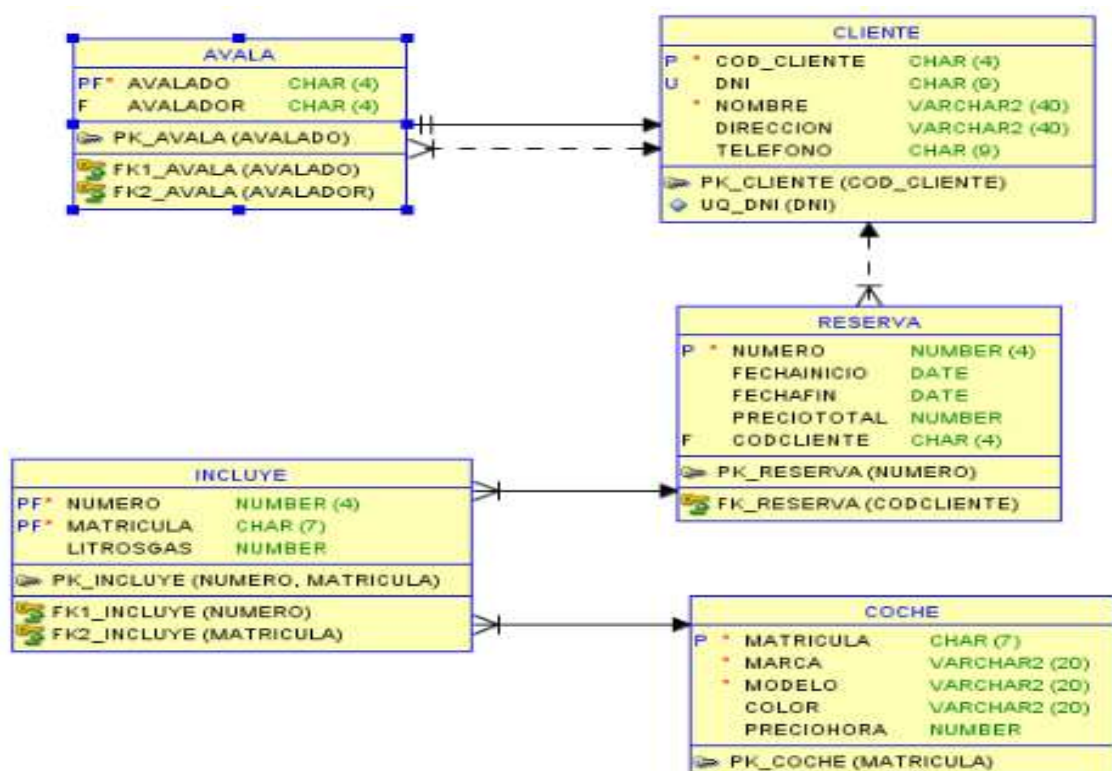 AVALA
PF* AVALADO CHAR (4)
F AVALADOR CHAR (4)
PK_AVALA (AVALADO)
FK1_AVALA (AVALADO)
FK2_AVALA (AVALADOR)
CLIENTE
P * COD_CLIENTE CHAR (4)
U DNI CHAR (9)
* NOMBRE VARCHAR2 (40)
DIRECCION VARCHAR2 (40)
TELEFONO CHAR (9)
PK_CLIENTE (COD_CLIENTE)
UQ_DNI (DNI)
RESERVA
P * NUMERO NUMBER (4)
FECHAINICIO DATE
FECHAFIN DATE
PRECIOTOTAL NUMBER
F CODCLIENTE CHAR (4)
PK_RESERVA (NUMERO)
FK_RESERVA (CODCLIENTE)
INCLUYE
PF* NUMERO NUMBER (4)
PF* MATRICULA CHAR (7)
LITROSGAS NUMBER
PK_INCLUYE (NUMERO, MATRICULA)
FK1_INCLUYE (NUMERO)
FK2_INCLUYE (MATRICULA)
COCHE
P * MATRICULA CHAR (7)
* MARCA VARCHAR2 (20)
* MODELO VARCHAR2 (20)
COLOR VARCHAR2 (20)
PRECIOHORA NUMBER
PK_COCHE (MATRICULA)